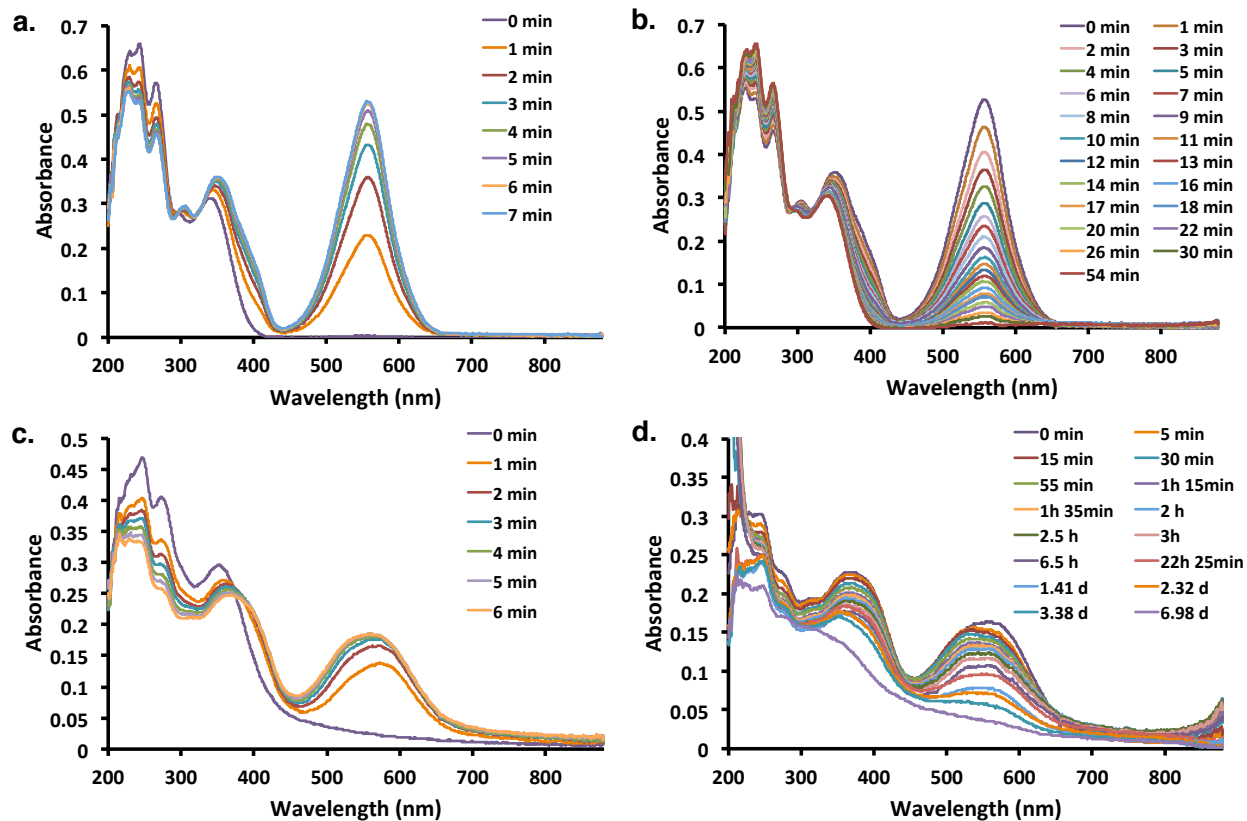 a.
0.7
0.6
0.5
0.4
0.3
0.2
0.1
0
Absorbance
200 300 400 500 600 700 800
Wavelength (nm)
0 min
1 min
2 min
3 min
4 min
5 min
6 min
7 min
b.
0.7
0.6
0.5
0.4
0.3
0.2
0.1
0
Absorbance
200 300 400 500 600 700 800
Wavelength (nm)
0 min 1 min
2 min 3 min
4 min 5 min
6 min 7 min
8 min 9 min
10 min 11 min
12 min 13 min
14 min 16 min
17 min 18 min
20 min 22 min
26 min 30 min
54 min
c.
0.5
0.45
0.4
0.35
0.3
0.25
0.2
0.15
0.1
0.05
0
Absorbance
200 300 400 500 600 700 800
Wavelength (nm)
0 min
1 min
2 min
3 min
4 min
5 min
6 min
d.
0.4
0.35
0.3
0.25
0.2
0.15
0.1
0.05
0
Absorbance
200 300 400 500 600 700 800
Wavelength (nm)
0 min 5 min
15 min 30 min
55 min 1h 15min
1h 35min 2 h
2.5 h 3h
6.5 h 22h 25min
1.41 d 2.32 d
3.38 d 6.98 d